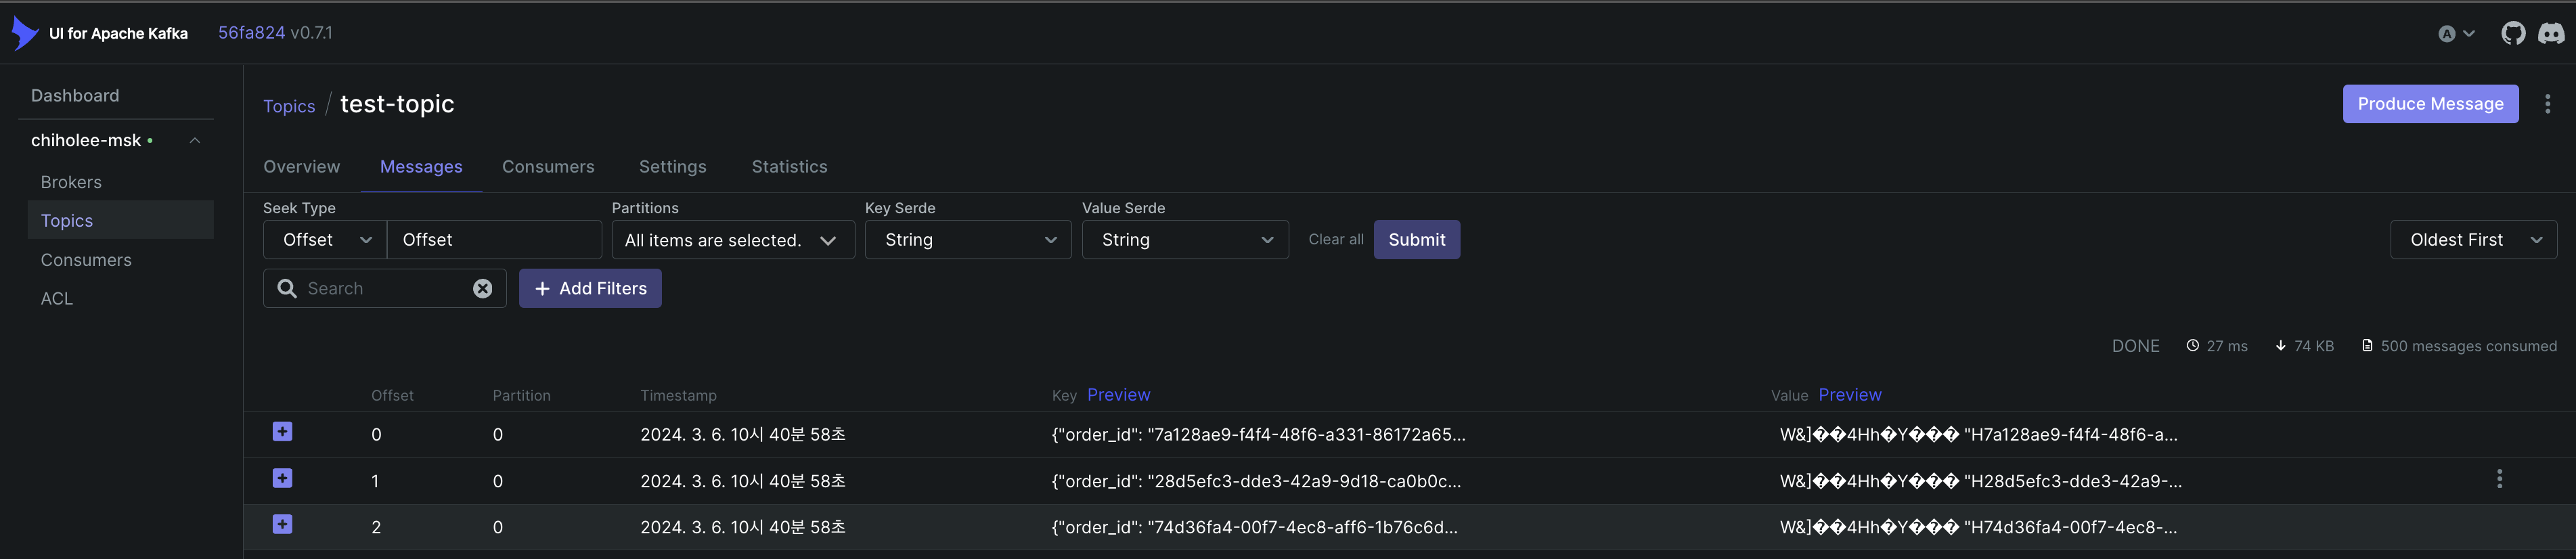 UI for Apache Kafka 56fa824 v0.7.1 A
Dashboard
chiholee-msk
Brokers
Topics
Consumers
ACL
Topics / test-topic Produce Message
Overview Messages Consumers Settings Statistics
Seek Type Partitions Key Serde Value Serde
Offset Offset All items are selected. String String Clear all Submit Oldest First
Search + Add Filters
DONE 27 ms 74 KB 500 messages consumed
Offset Partition Timestamp Key Preview Value Preview
0 0 2024. 3. 6. 10시 40분 58초 {"order_id": "7a128ae9-f4f4-48f6-a331-86172a65... W&]��4Hh�Y��� "H7a128ae9-f4f4-48f6-a...
1 0 2024. 3. 6. 10시 40분 58초 {"order_id": "28d5efc3-dde3-42a9-9d18-ca0b0c... W&]��4Hh�Y��� "H28d5efc3-dde3-42a9-...
2 0 2024. 3. 6. 10시 40분 58초 {"order_id": "74d36fa4-00f7-4ec8-aff6-1b76c6d... W&]��4Hh�Y��� "H74d36fa4-00f7-4ec8-...